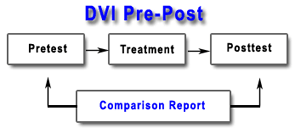 DVI Pre-Post
Pretest Treatment Posttest
Comparison Report